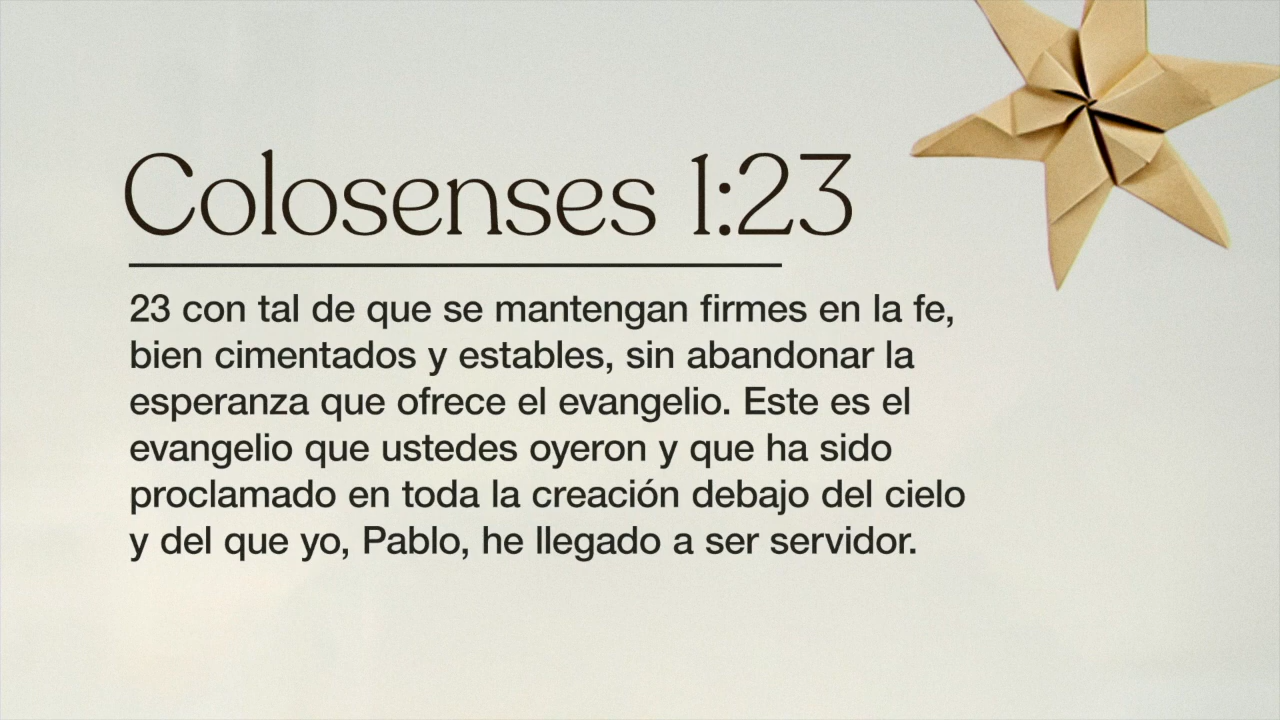 Colosenses 1:23
23 con tal de que se mantengan firmes en la fe,
bien cimentados y estables, sin abandonar la
esperanza que ofrece el evangelio. Este es el
evangelio que ustedes oyeron y que ha sido
proclamado en toda la creación debajo del cielo
y del que yo, Pablo, he llegado a ser servidor.